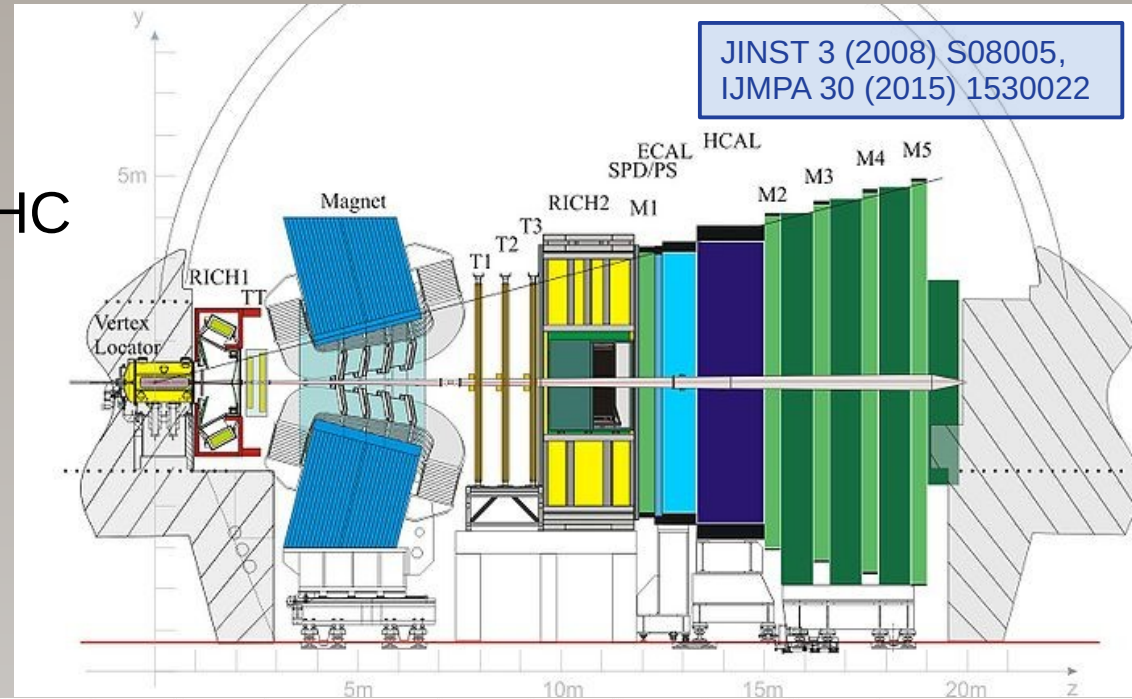 y
JINST 3 (2008) S08005,
IJMPA 30 (2015) 1530022
HC
5m
Magnet
RICH1
TT
Vertex
Locator
T1
T2
T3
RICH2
M1
SPD/PS
ECAL
HCAL
M2
M3
M4
M5
5m
10m
15m
20m
z